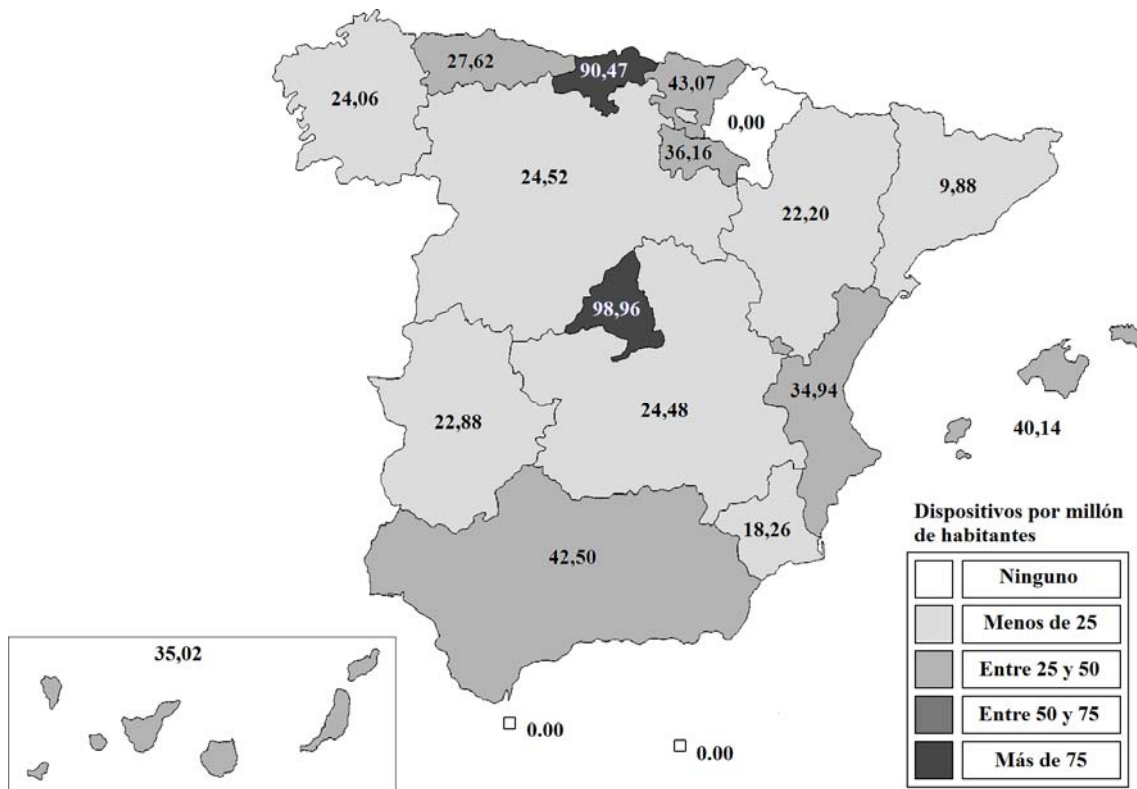 27,62
90,47
43,07
24,06
0,00
36,16
24,52
9,88
22,20
98,96
34,94
22,88
24,48
40,14
18,26
42,50
35,02
0.00
0.00
Dispositivos por millón
de habitantes
Ninguno
Menos de 25
Entre 25 y 50
Entre 50 y 75
Más de 75